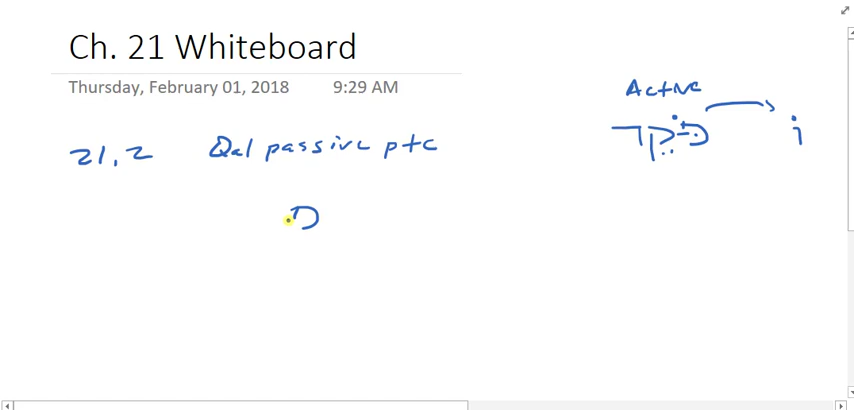 Ch. 21 Whiteboard
Thursday, February 01, 2018 9:29 AM
Active
פֹּקֵד וֹ
21.2 Qal passive ptc